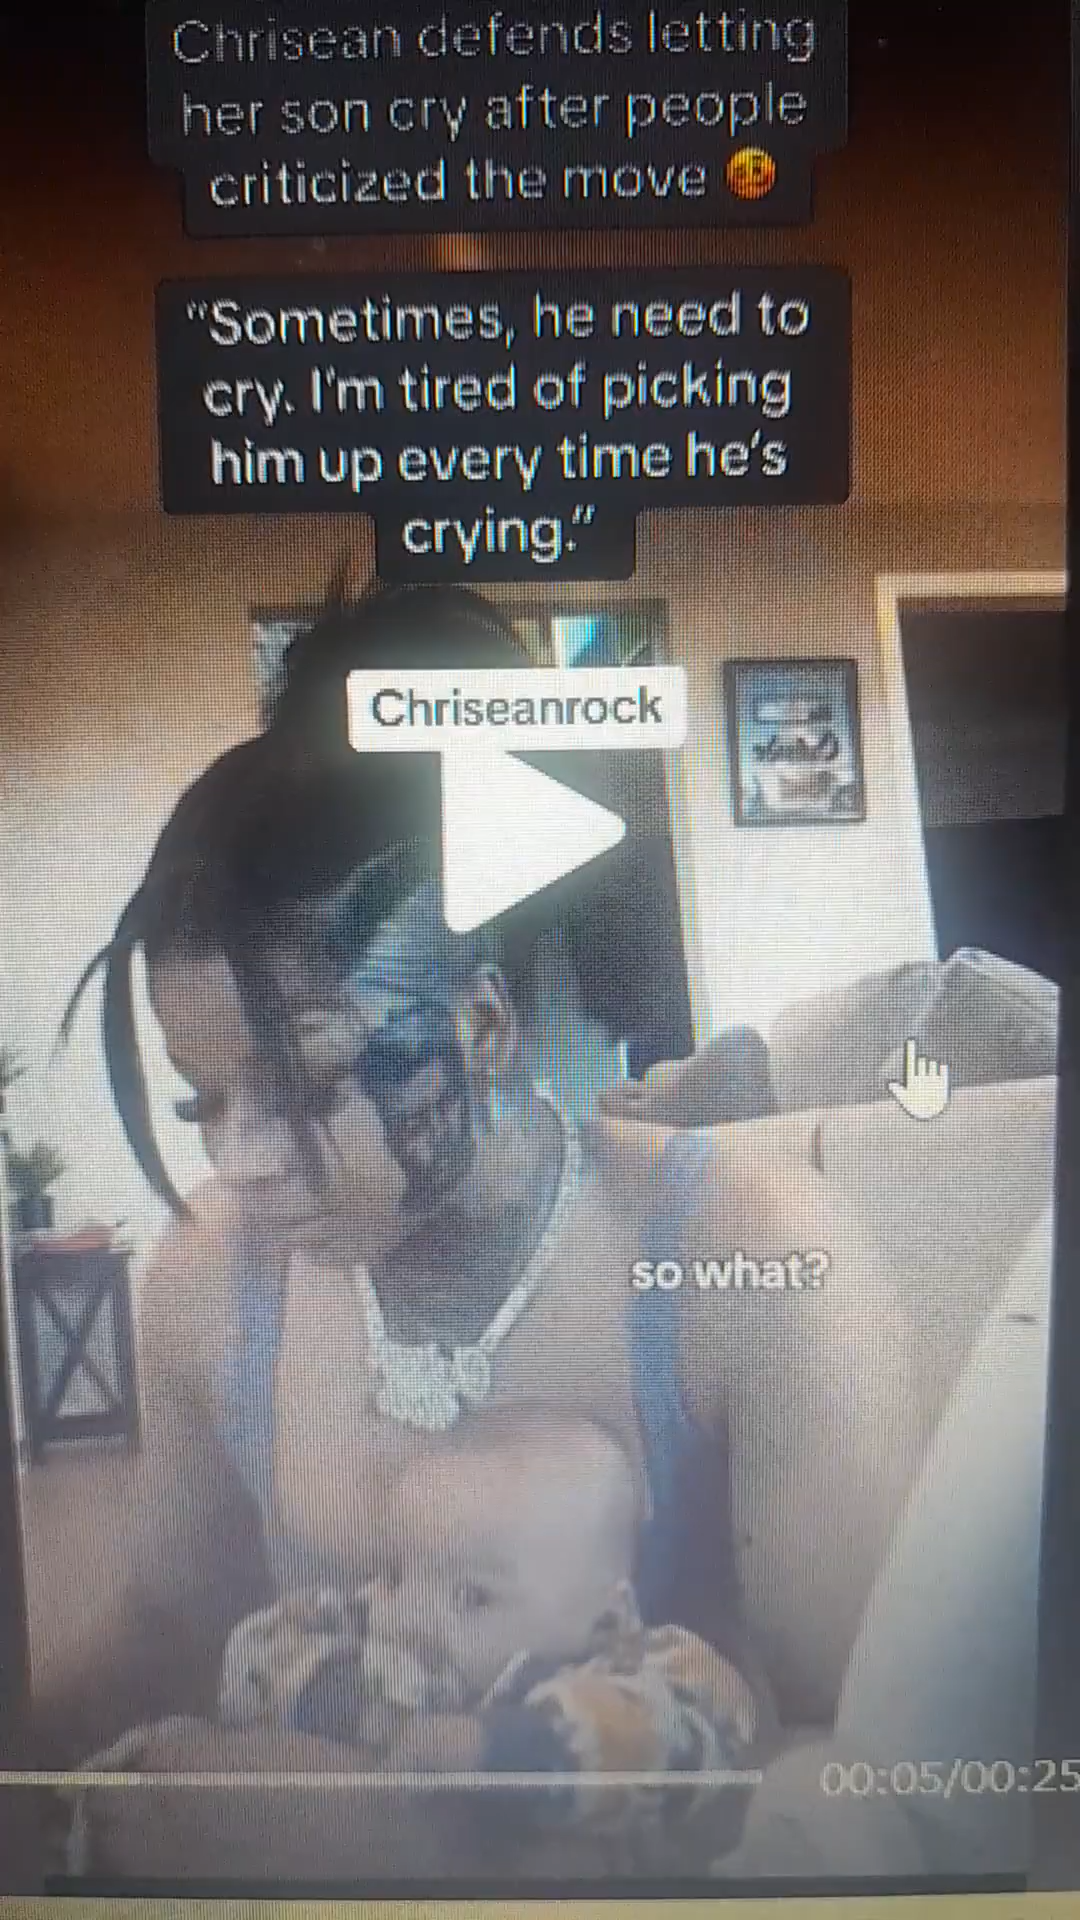 Chrisean defends letting
her son cry after people
criticized the move
"Sometimes, he need to
cry. I'm tired of picking
him up every time he's
crying."
Chriseanrock
so what?
00:05/00:25